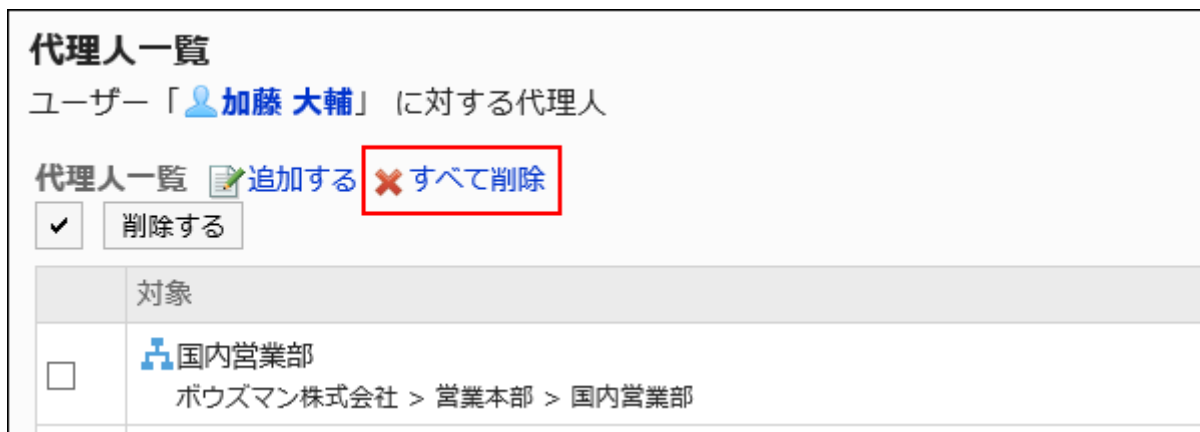 代理人一覧
ユーザー「加藤 大輔」 に対する代理人
代理人一覧 追加する すべて削除
削除する
対象
国内営業部
ボウズマン株式会社 > 営業本部 > 国内営業部